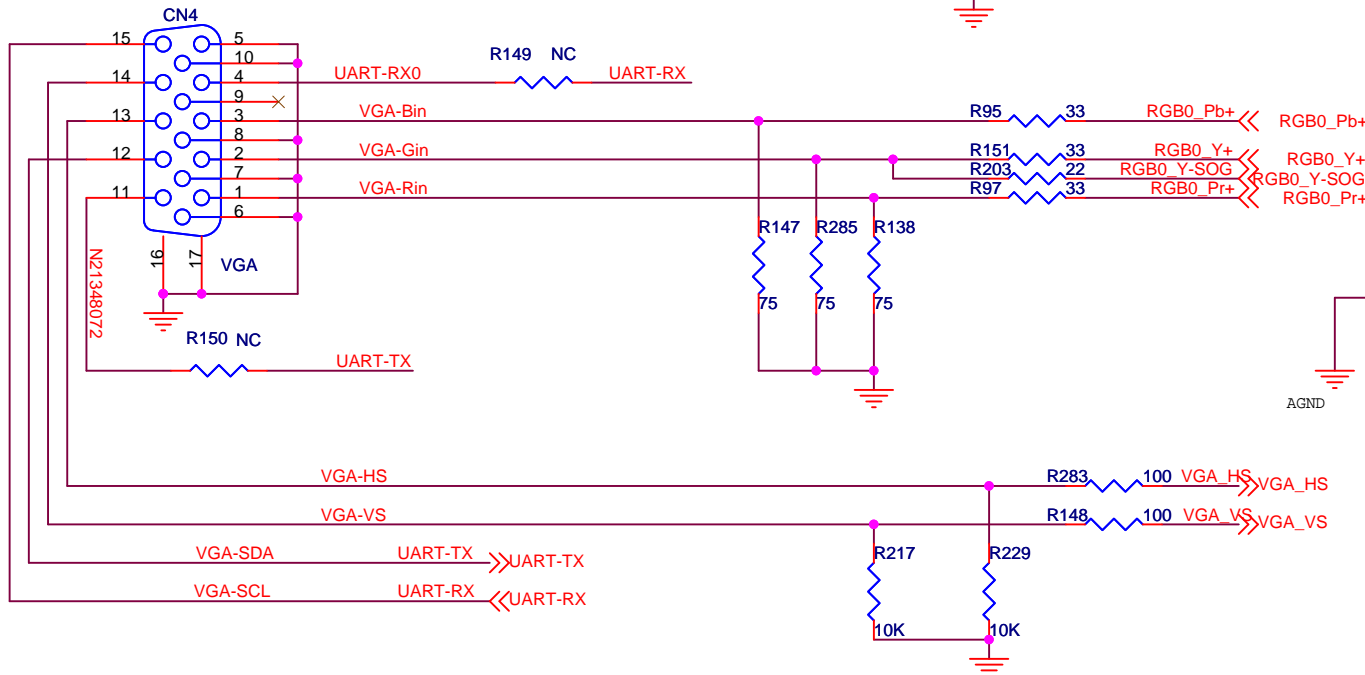 CN4
15 5
10
14 4 UART-RX0 R149 NC UART-RX
9
13 3 VGA-Bin R95 33 RGB0_Pb+ RGB0_Pb+
8
12 2 VGA-Gin R151 33 RGB0_Y+ RGB0_Y+
7 R203 22 RGB0_Y-SOG RGB0_Y-SOG
11 1 VGA-Rin R97 33 RGB0_Pr+ RGB0_Pr+
6
R147 R285 R138
16 17 VGA
N21348072
75 75 75
R150 NC
UART-TX
AGND
VGA-HS R283 100 VGA_HS VGA_HS
VGA-VS R148 100 VGA_VS VGA_VS
VGA-SDA UART-TX UART-TX
R217 R229
VGA-SCL UART-RX UART-RX
10K 10K